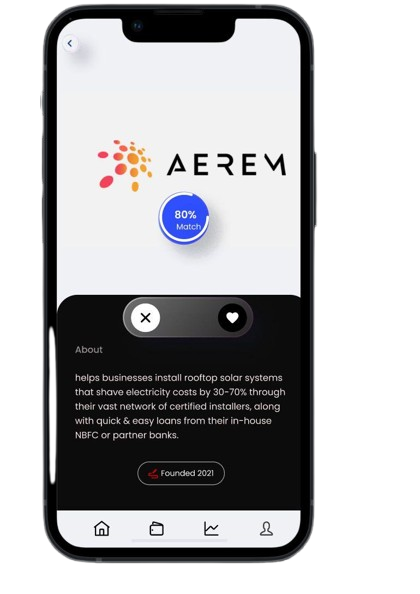 AEREM
80%
Match
About
helps businesses install rooftop solar systems
that shave electricity costs by 30-70% through
their vast network of certified installers, along
with quick & easy loans from their in-house
NBFC or partner banks.
Founded 2021